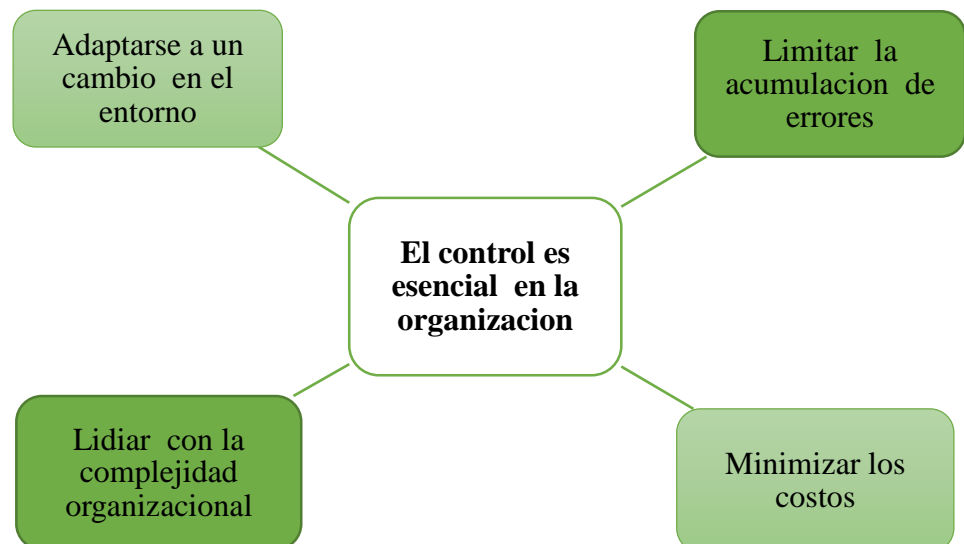 Adaptarse a un
cambio en el
entorno
Limitar la
acumulacion de
errores
El control es
esencial en la
organizacion
Lidiar con la
complejidad
organizacional
Minimizar los
costos